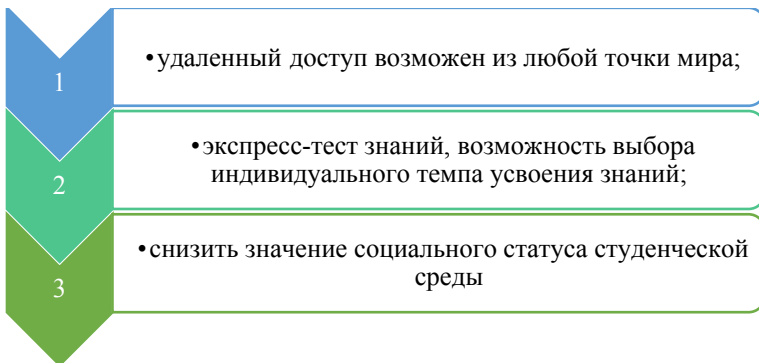 1
•удаленный доступ возможен из любой точки мира;
2
•экспресс-тест знаний, возможность выбора
индивидуального темпа усвоения знаний;
3
•снизить значение социального статуса студенческой
среды